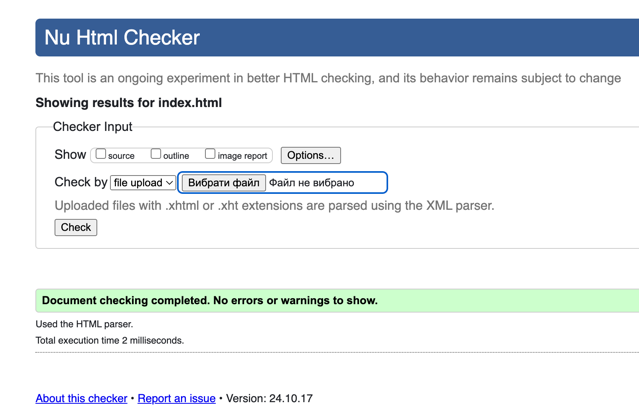 Nu Html Checker
This tool is an ongoing experiment in better HTML checking, and its behavior remains subject to change
Showing results for index.html
Checker Input
Show source outline image report Options...
Check by file upload Вибрати файл Файл не вибрано
Uploaded files with .xhtml or .xht extensions are parsed using the XML parser.
Check
Document checking completed. No errors or warnings to show.
Used the HTML parser.
Total execution time 2 milliseconds.
About this checker • Report an issue • Version: 24.10.17